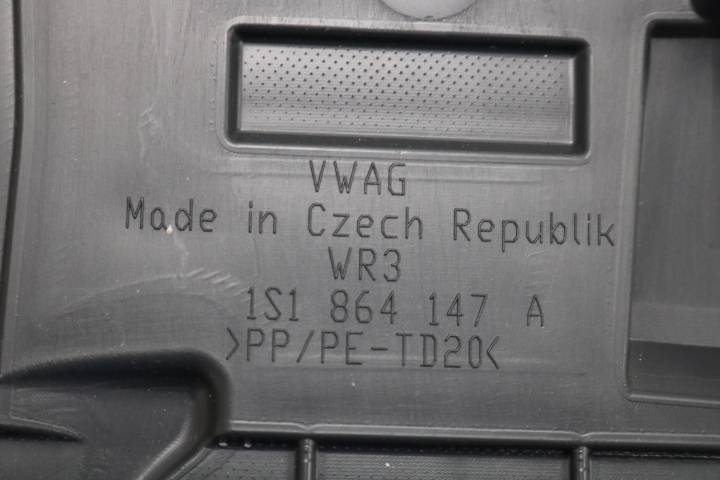 VWAG
Made in Czech Republik
WR3
1S1 864 147 A
>PP/PE-TD20<